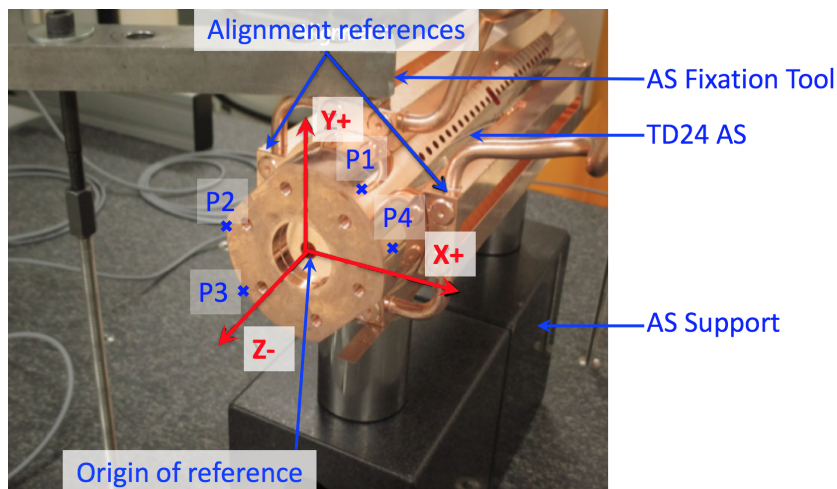 Alignment references
AS Fixation Tool
Y+
TD24 AS
P1
P2
P4
X+
P3
AS Support
Z-
Origin of reference